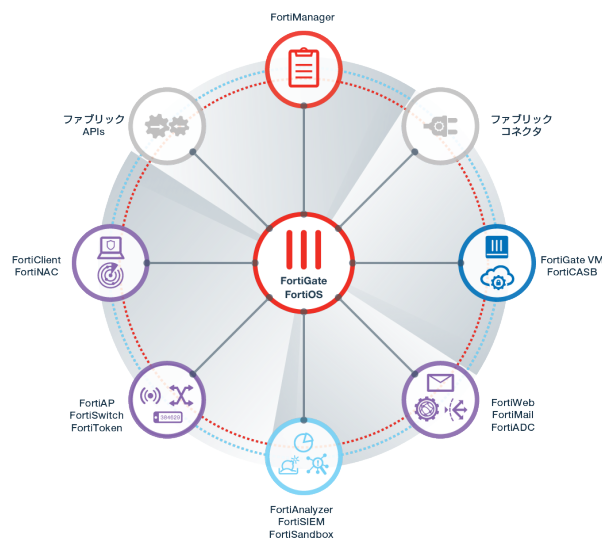 FortiManager
ファブリック
APIs
ファブリック
コネクタ
FortiClient
FortiNAC
FortiGate
FortiOS
FortiGate VM
FortiCASB
FortiAP
FortiSwitch
FortiToken
384020
FortiWeb
FortiMail
FortiADC
FortiAnalyzer
FortiSIEM
FortiSandbox